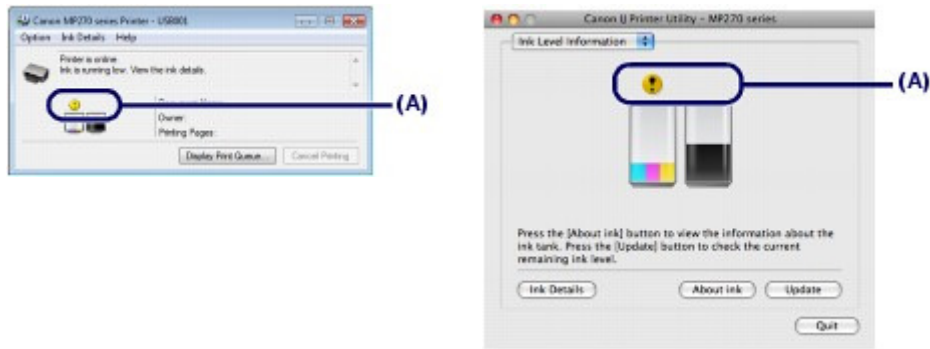 Canon MP270 series Printer - USB001
Option Ink Details Help
Printer is online
Ink is running low. View the ink details.
Owner:
Printing Pages:
Display Print Queue...
Cancel Printing
(A)
Canon IJ Printer Utility - MP270 series
Ink Level Information
(A)
Press the [About ink] button to view the information about the
ink tank. Press the [Update] button to check the current
remaining ink level.
Ink Details
About ink
Update
Quit